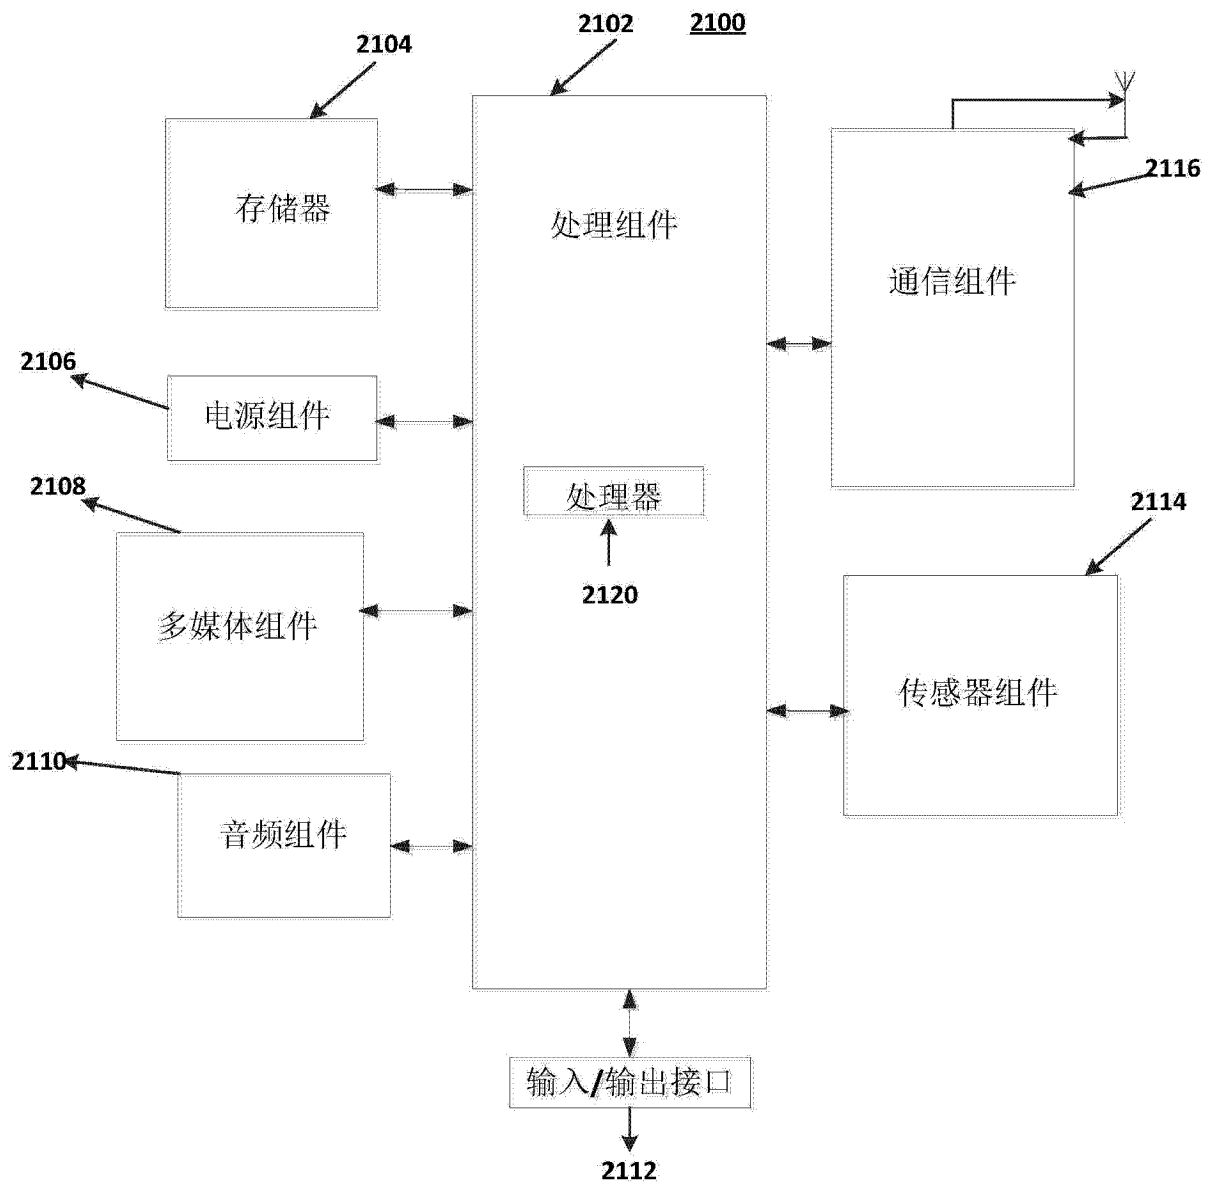 2100
2102
2104
存储器
处理组件
2116
通信组件
2106
电源组件
2108
处理器
2114
2120
多媒体组件
传感器组件
2110
音频组件
输入/输出接口
2112